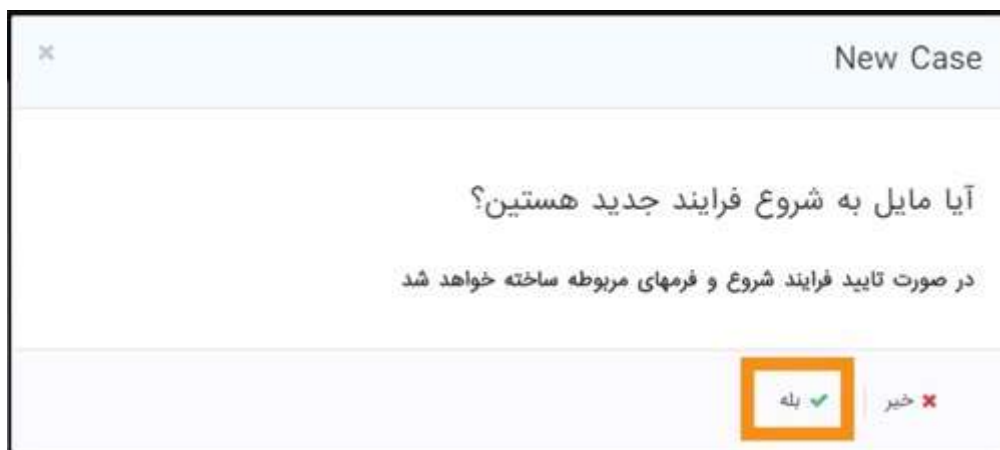 New Case
آیا مایل به شروع فرایند جدید هستین؟
در صورت تایید فرایند شروع و فرمهای مربوطه ساخته خواهد شد
خیر
بله